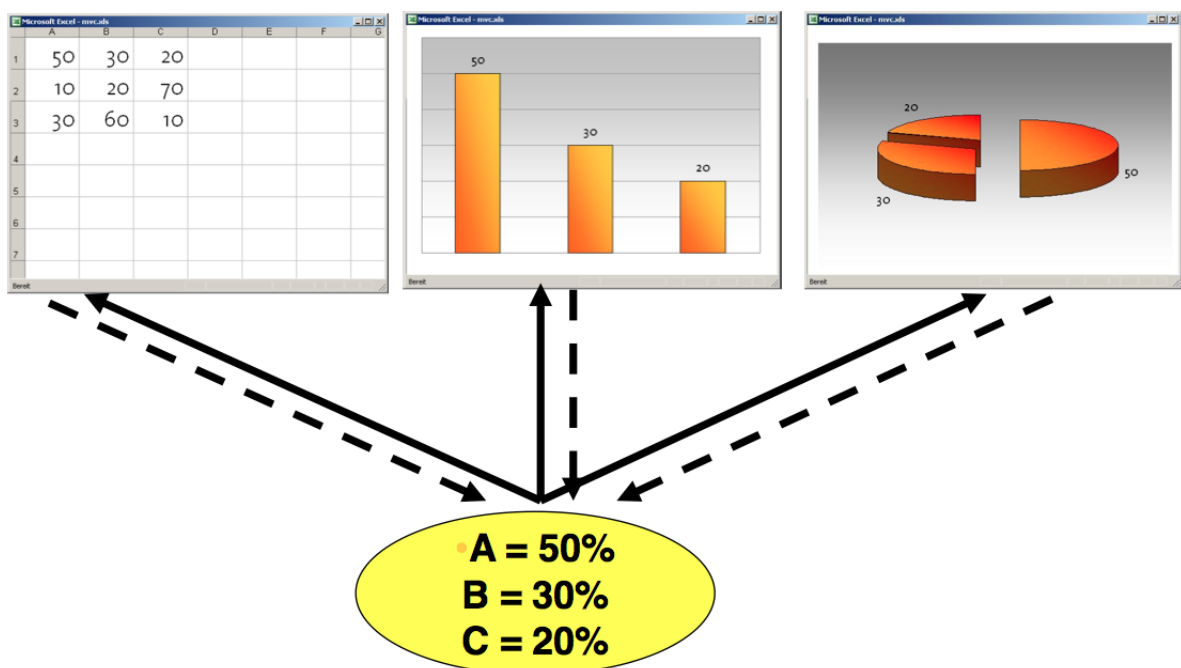 Microsoft Excel - mvc.xls
A B C D E F G
1 50 30 20
2 10 20 70
3 30 60 10
4
5
6
7
Bereit
Microsoft Excel - mvc.xls
50
30
20
Bereit
Microsoft Excel - mvc.xls
20
50
30
Bereit
•A = 50%
B = 30%
C = 20%